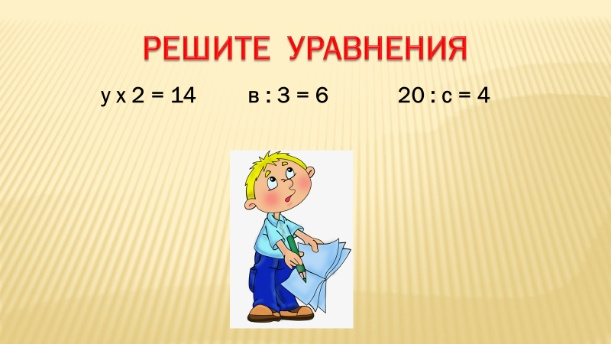 РЕШИТЕ УРАВНЕНИЯ
у х 2 = 14 в : 3 = 6 20 : с = 4